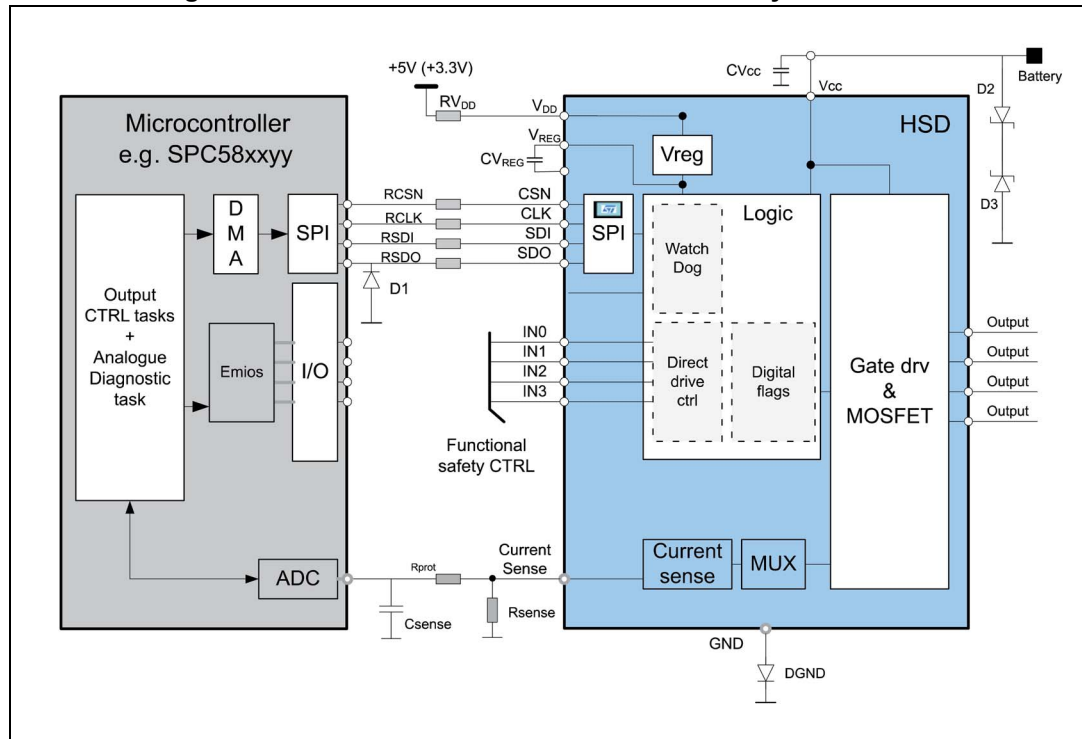 +5V (+3.3V)
RVDD
VDD
VREG
CVREG
CVcc
Vcc
Battery
D2
D3
Microcontroller
e.g. SPC58xxyy
HSD
Vreg
RCSN
CSN
RCLK
CLK
RSDI
SDI
RSDO
SDO
D1
D
M
A
SPI
SPI
Logic
Watch
Dog
Output
CTRL tasks
+
Analogue
Diagnostic
task
Emios
I/O
IN0
IN1
IN2
IN3
Functional
safety CTRL
Direct
drive
ctrl
Digital
flags
Gate drv
&
MOSFET
Output
Output
Output
Output
ADC
Rprot
Current
Sense
Csense
Rsense
Current
sense
MUX
GND
DGND